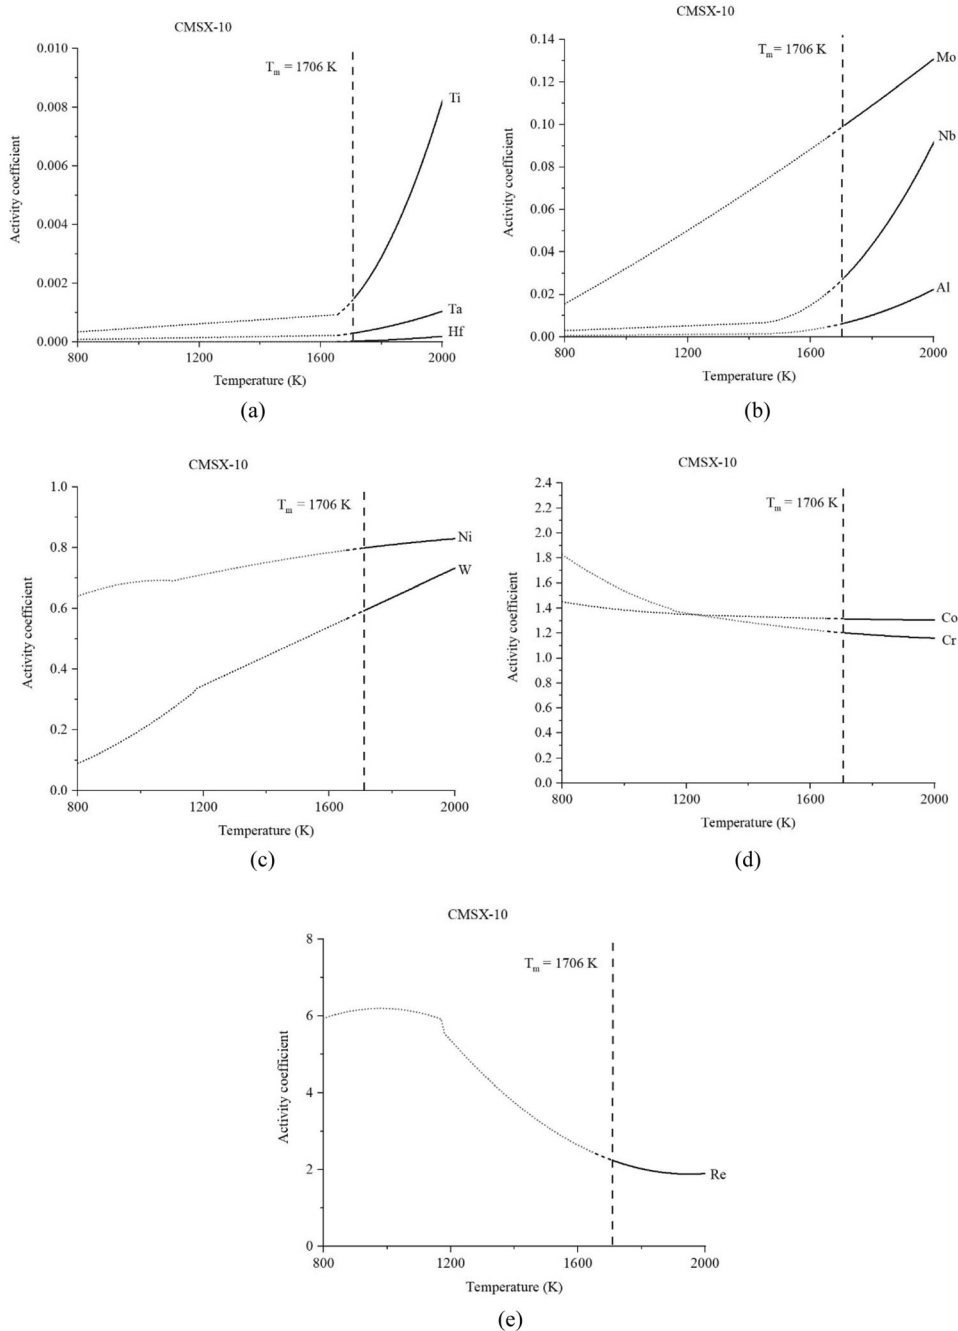 CMSX-10
0.010
T_m = 1706 K
0.008
Ti
0.006
Activity coefficient
0.004
0.002
Ta
Hf
0.000
800 1200 1600 2000
Temperature (K)
(a)
CMSX-10
0.14
T_m = 1706 K
Mo
0.12
0.10
Nb
0.08
Activity coefficient
0.06
0.04
0.02
Al
0.00
800 1200 1600 2000
Temperature (K)
(b)
CMSX-10
1.0
T_m = 1706 K
Ni
0.8
W
0.6
Activity coefficient
0.4
0.2
0.0
800 1200 1600 2000
Temperature (K)
(c)
CMSX-10
2.4
T_m = 1706 K
2.2
2.0
1.8
1.6
1.4
Co
1.2
Cr
Activity coefficient
1.0
0.8
0.6
0.4
0.2
0.0
800 1200 1600 2000
Temperature (K)
(d)
CMSX-10
8
T_m = 1706 K
6
Activity coefficient
4
2
Re
0
800 1200 1600 2000
Temperature (K)
(e)